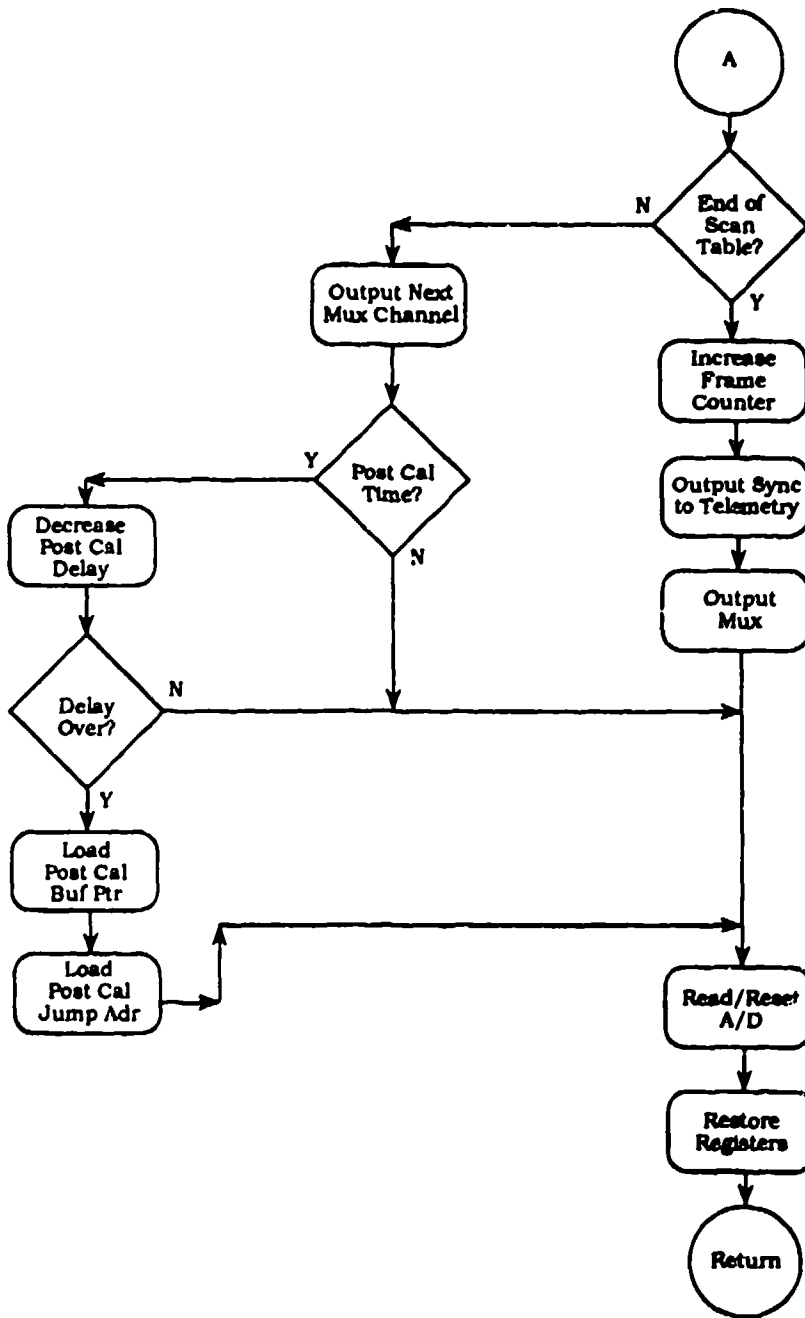 A
End of
Scan
Table?
N
Y
Output Next
Mux Channel
Increase
Frame
Counter
Post Cal
Time?
Y
N
Output Sync
to Telemetry
Decrease
Post Cal
Delay
Output
Mux
Delay
Over?
N
Y
Load
Post Cal
Buf Ptr
Load
Post Cal
Jump Adr
Read/Reset
A/D
Restore
Registers
Return